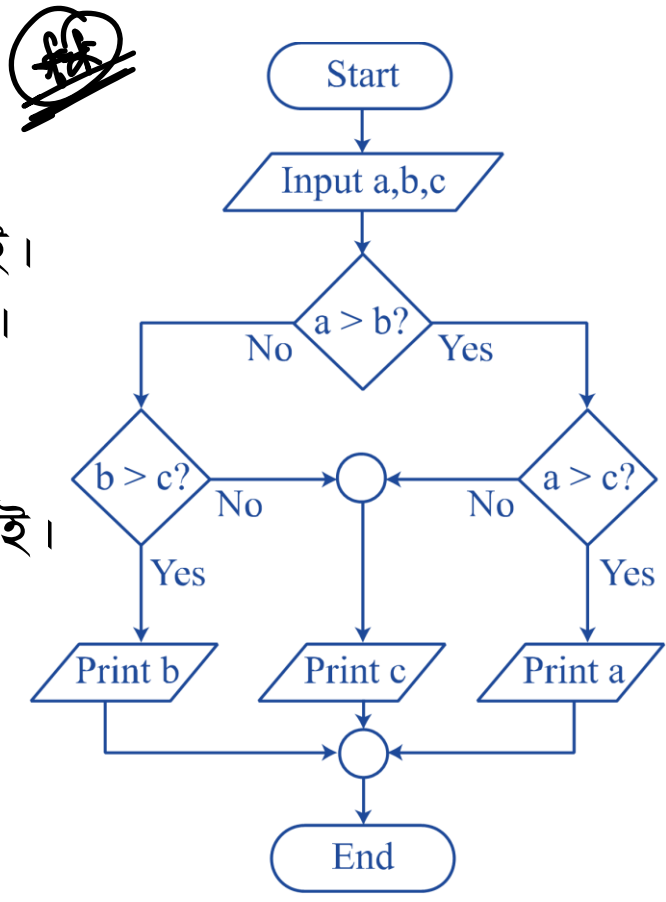 Start
Input a,b,c
ই।
।
a > b?
No
Yes
b > c?
No
a > c?
No
ই।
Yes
Yes
Print b
Print c
Print a
End